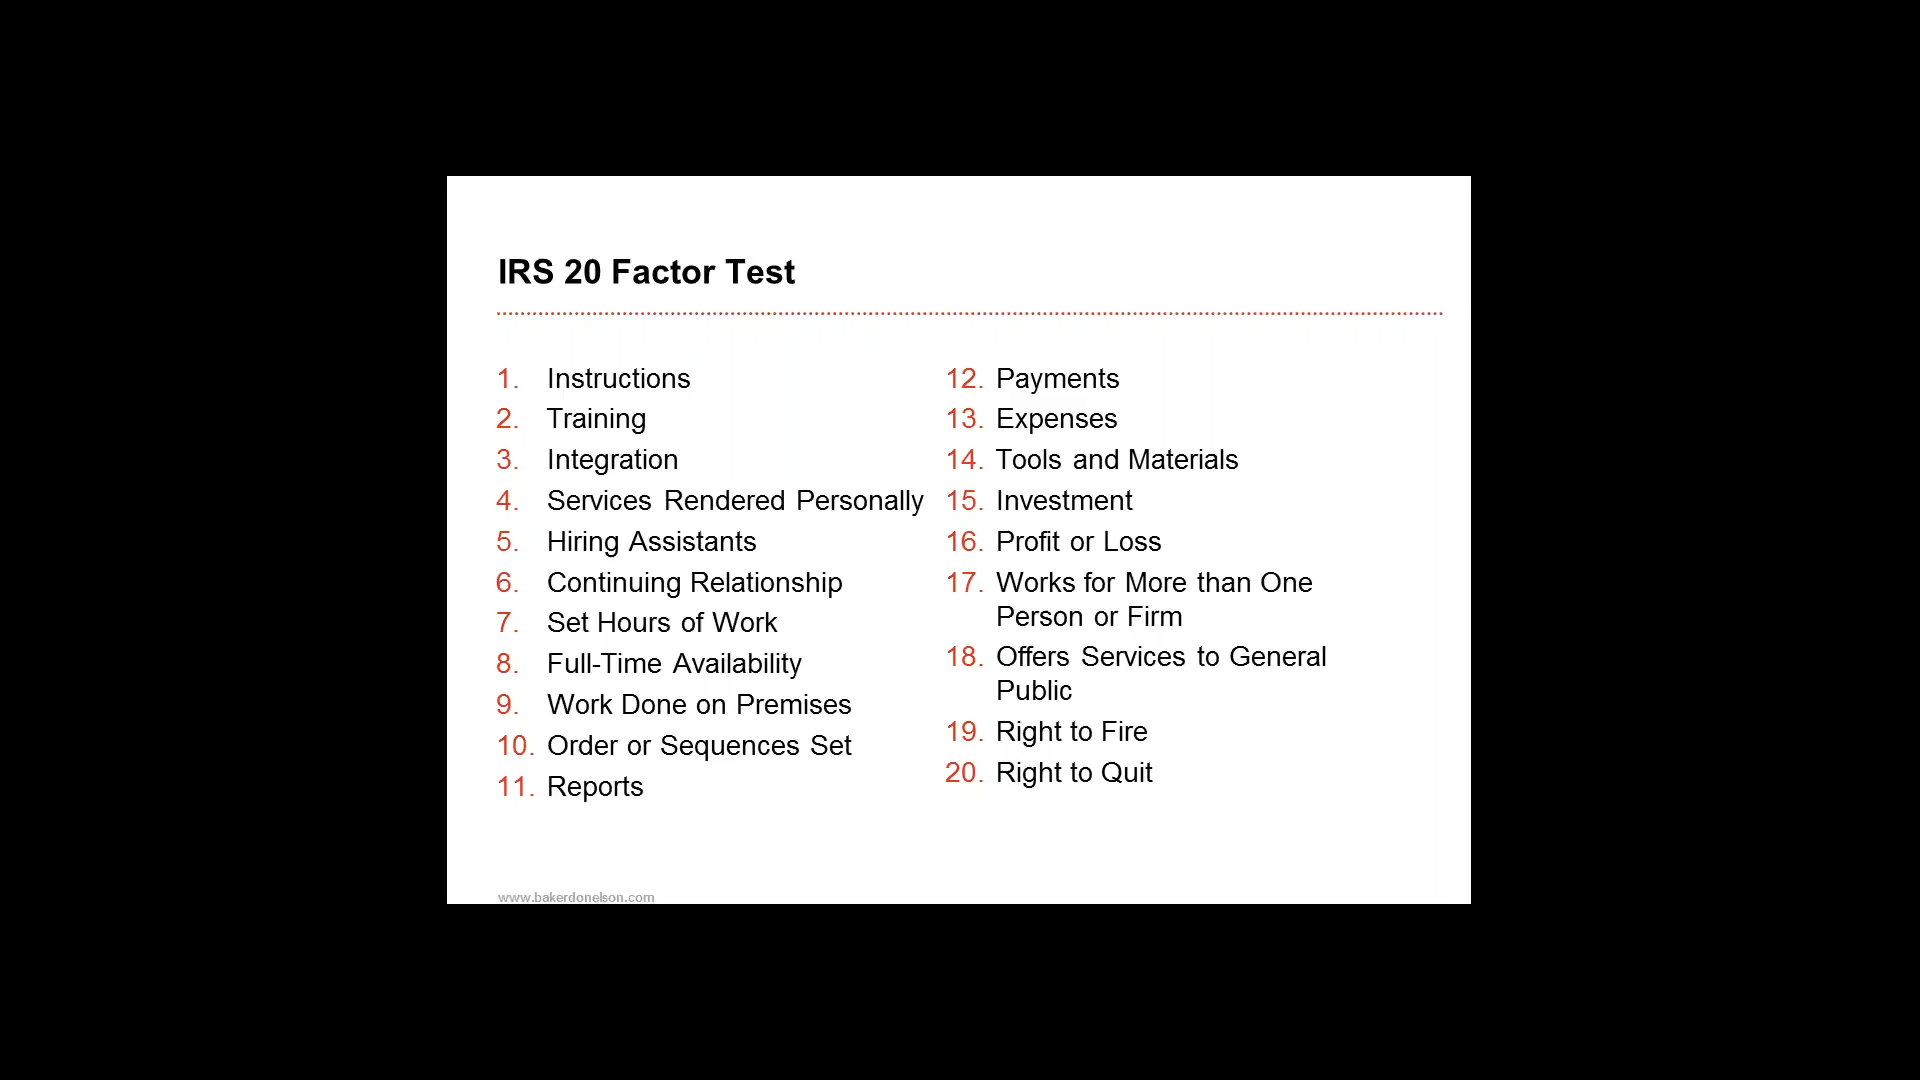 IRS 20 Factor Test
1. Instructions
2. Training
3. Integration
4. Services Rendered Personally
5. Hiring Assistants
6. Continuing Relationship
7. Set Hours of Work
8. Full-Time Availability
9. Work Done on Premises
10. Order or Sequences Set
11. Reports
12. Payments
13. Expenses
14. Tools and Materials
15. Investment
16. Profit or Loss
17. Works for More than One
Person or Firm
18. Offers Services to General
Public
19. Right to Fire
20. Right to Quit
www.bakerdonelson.com